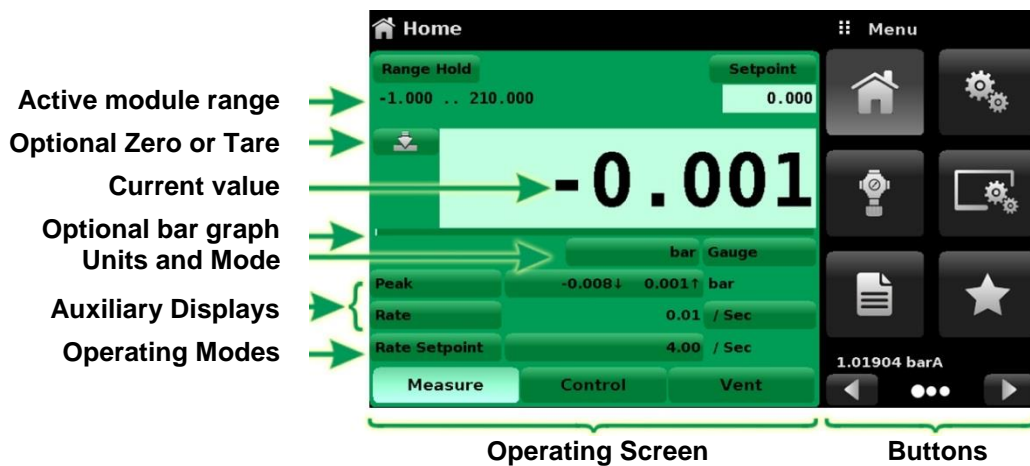 Home
Menu
Range Hold
Setpoint
Active module range
-1.000 .. 210.000
0.000
Optional Zero or Tare
Current value
-0.001
Optional bar graph
Units and Mode
bar Gauge
Peak -0.008↓ 0.001↑ bar
Auxiliary Displays
Rate 0.01 / Sec
Operating Modes
Rate Setpoint 4.00 / Sec
1.01904 barA
Measure Control Vent
Operating Screen
Buttons